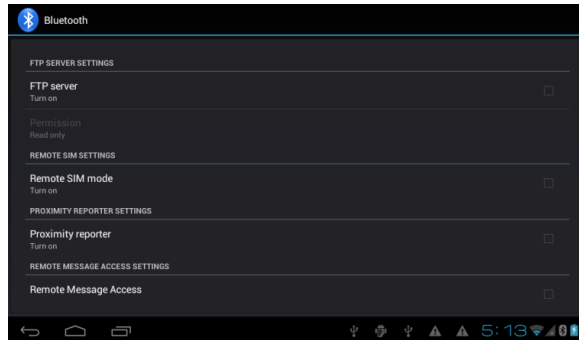 Bluetooth
FTP SERVER SETTINGS
FTP server
Turn on
Permission
Read only
REMOTE SIM SETTINGS
Remote SIM mode
Turn on
PROXIMITY REPORTER SETTINGS
Proximity reporter
Turn on
REMOTE MESSAGE ACCESS SETTINGS
Remote Message Access
5:13